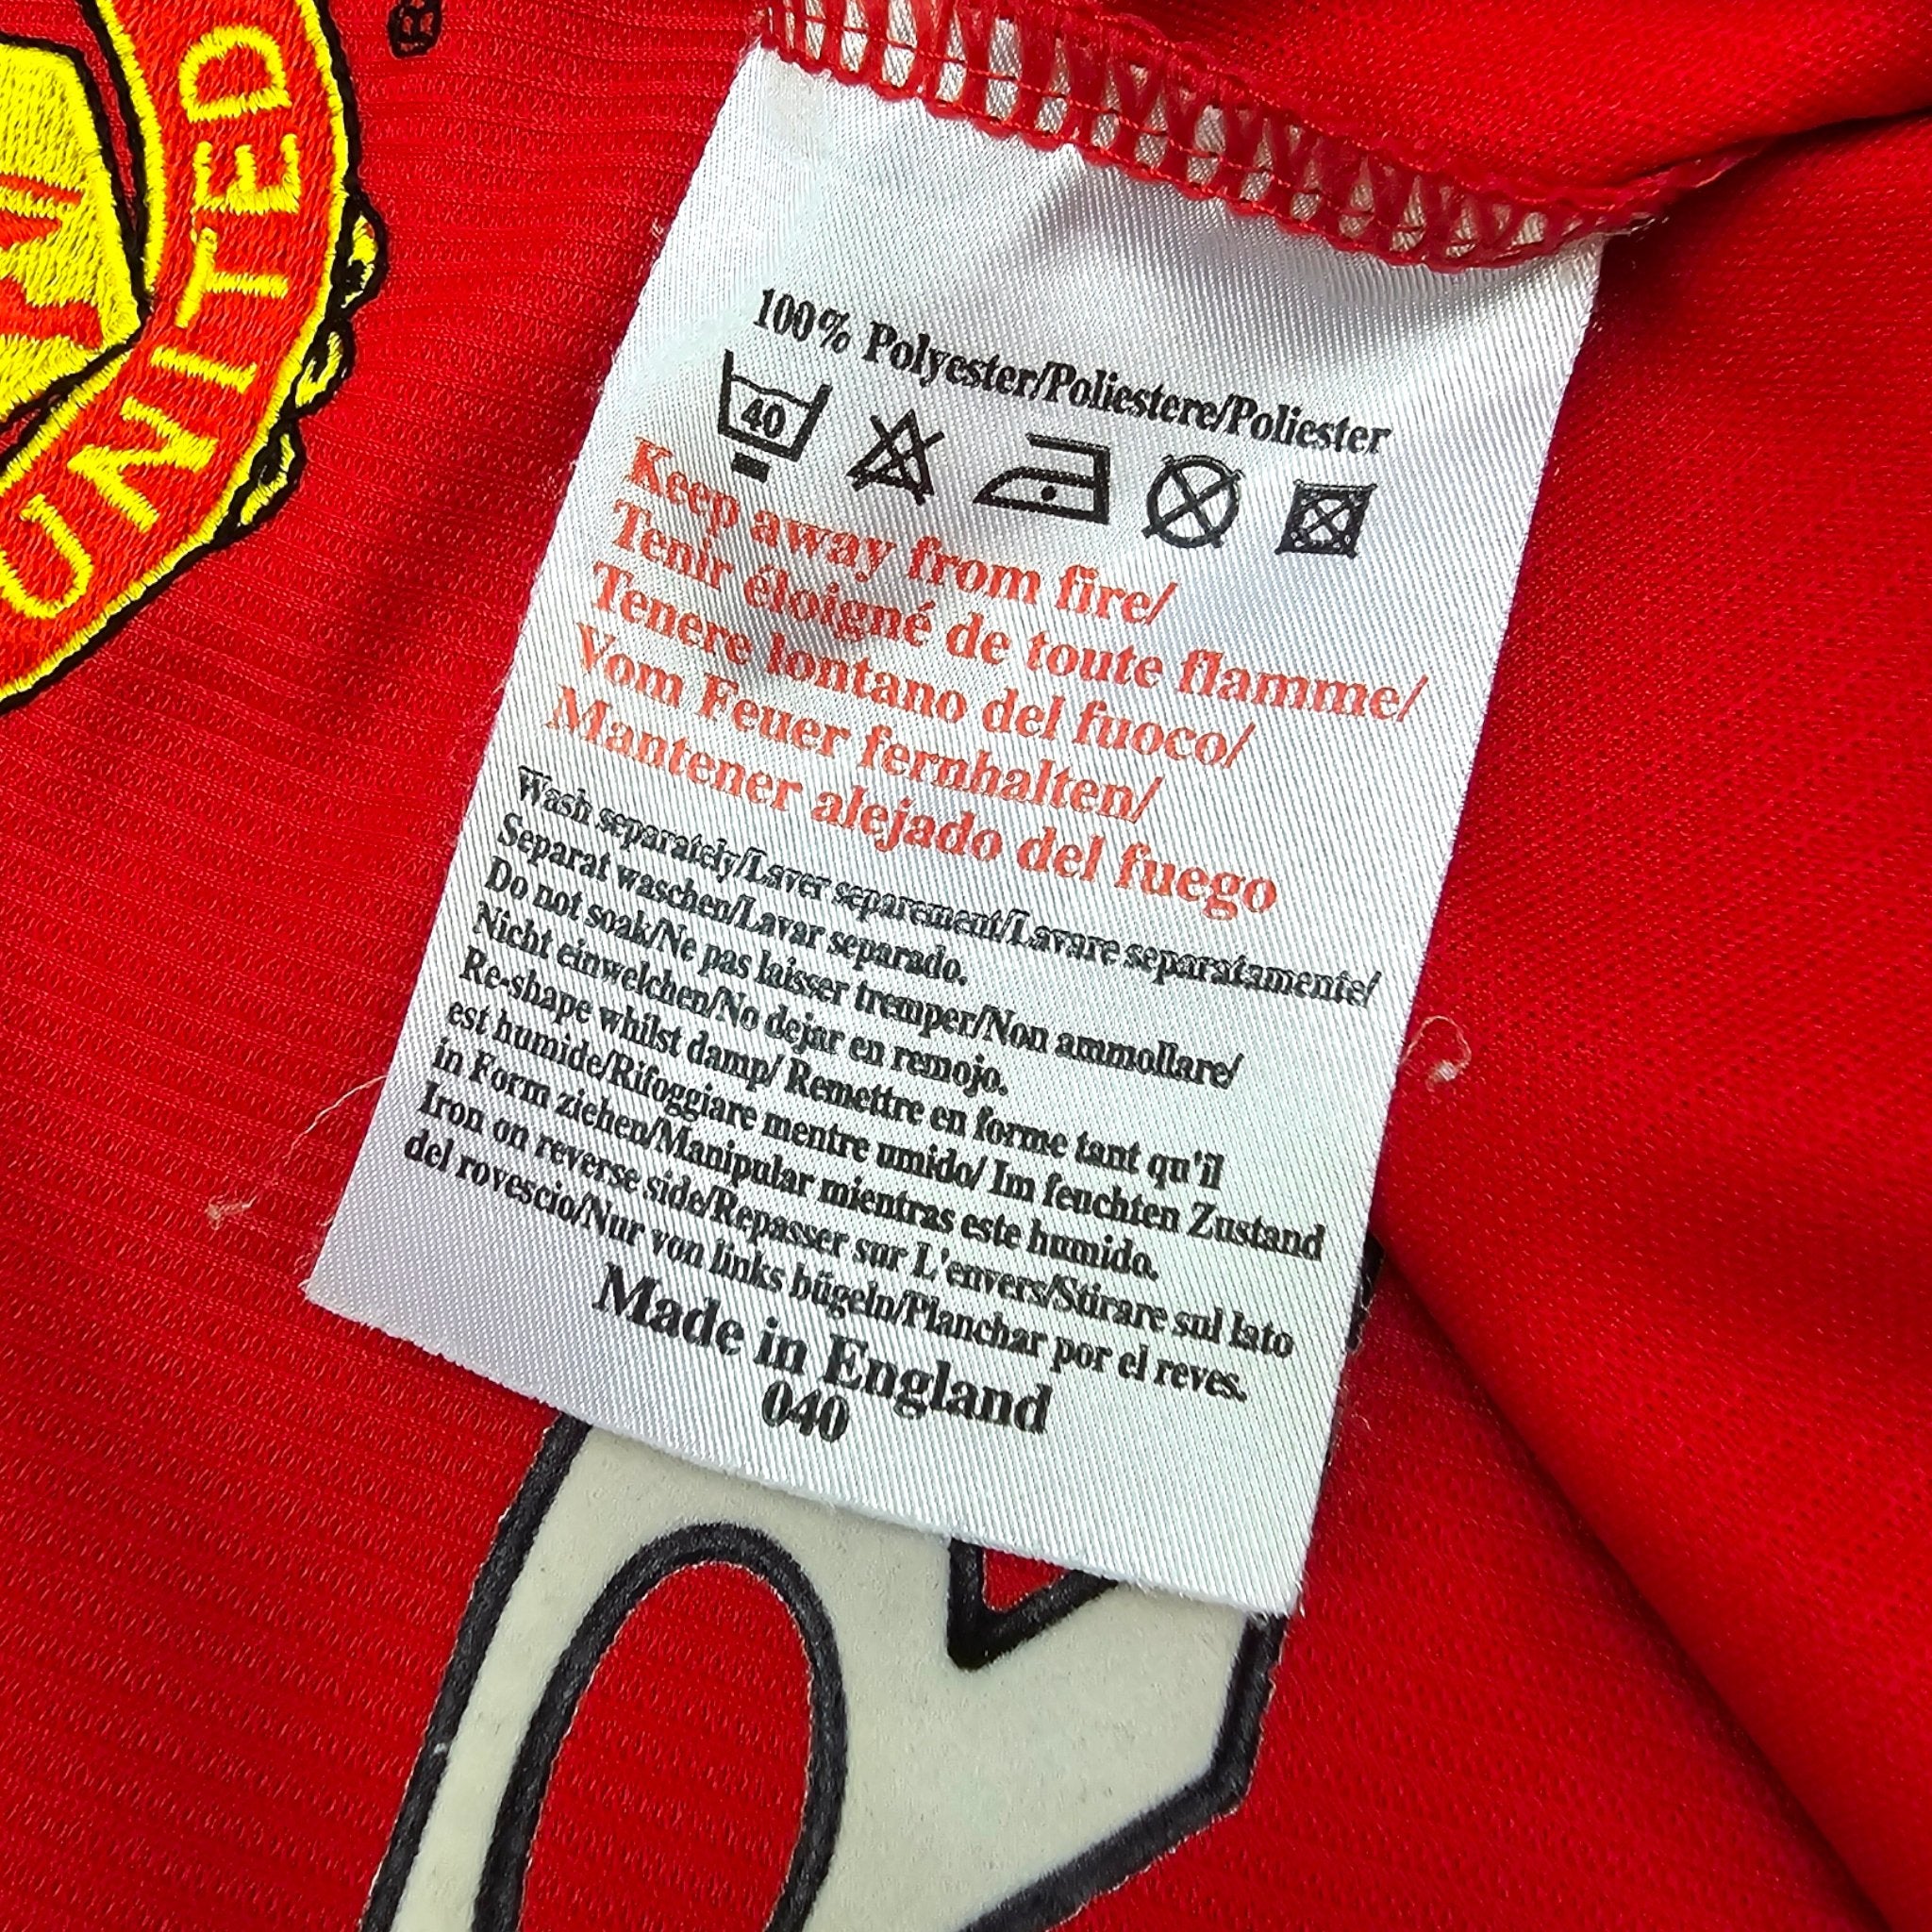 UNITED
®
100% Polyester/Poliestere/Poliester
40
Keep away from fire/
Tenir éloigné de toute flamme/
Tenere lontano del fuoco/
Vom Feuer fernhalten/
Mantener alejado del fuego
Wash separately/Laver separement/Lavare separatamente/
Separat waschen/Lavar separado.
Do not soak/Ne pas laisser tremper/Non ammollare/
Nicht einwelchen/No dejar en remojo.
Re-shape whilst damp/ Remettre en forme tant qu'il
est humide/Rifoggiare mentre umido/ Im feuchten Zustand
in Form ziehen/Manipular mientras este humido.
Iron on reverse side/Repasser sur L'envers/Stirare sul lato
del rovescio/Nur von links bügeln/Planchar por el reves.
Made in England
040